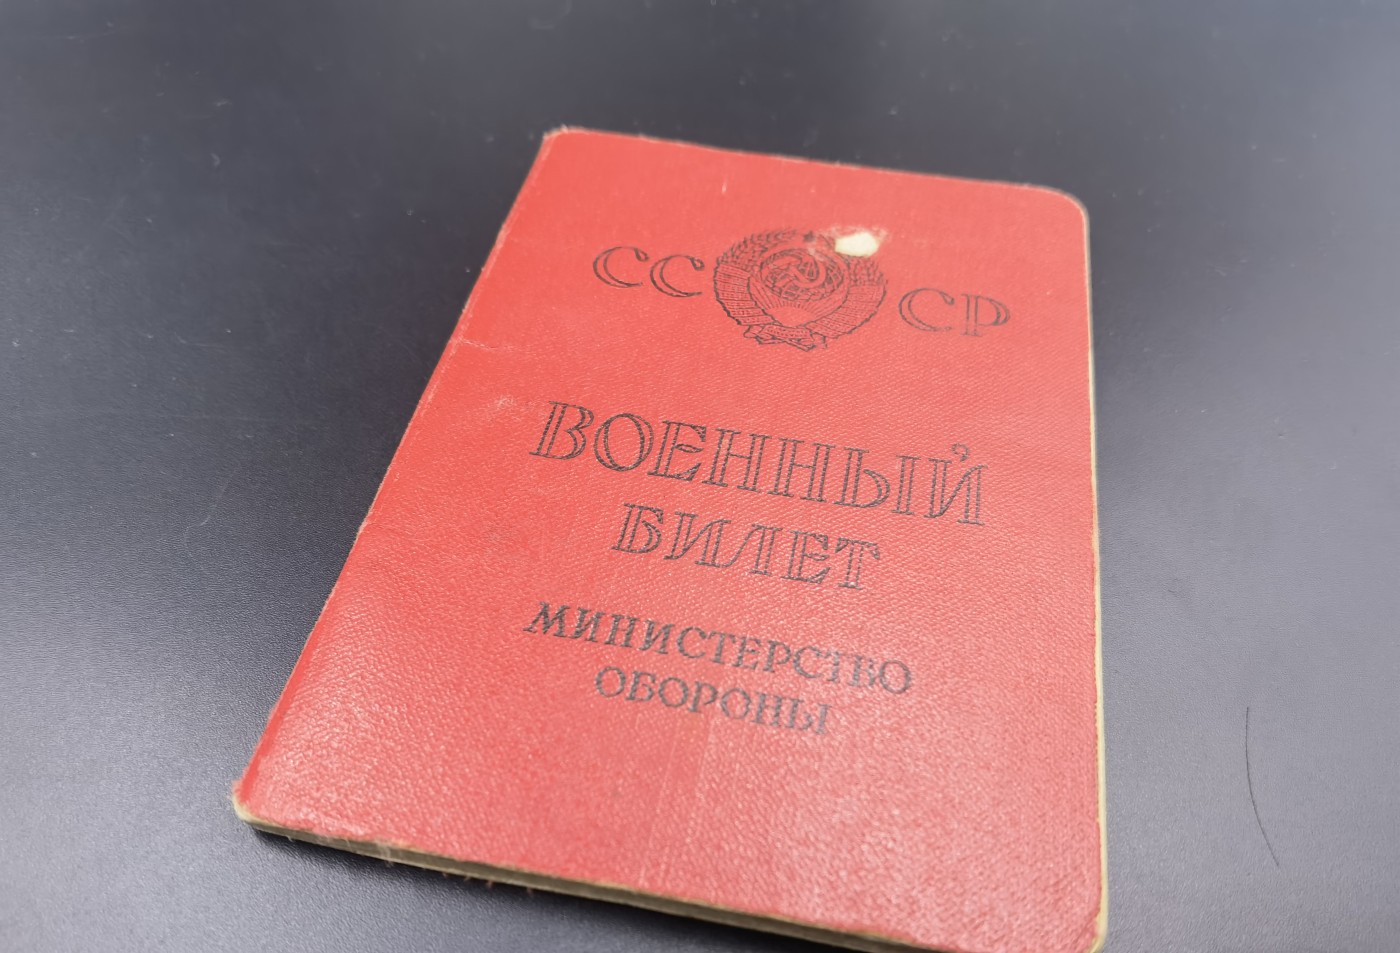 СССР
ВОЕННЫЙ
БИЛЕТ
МИНИСТЕРСТВО
ОБОРОНЫ